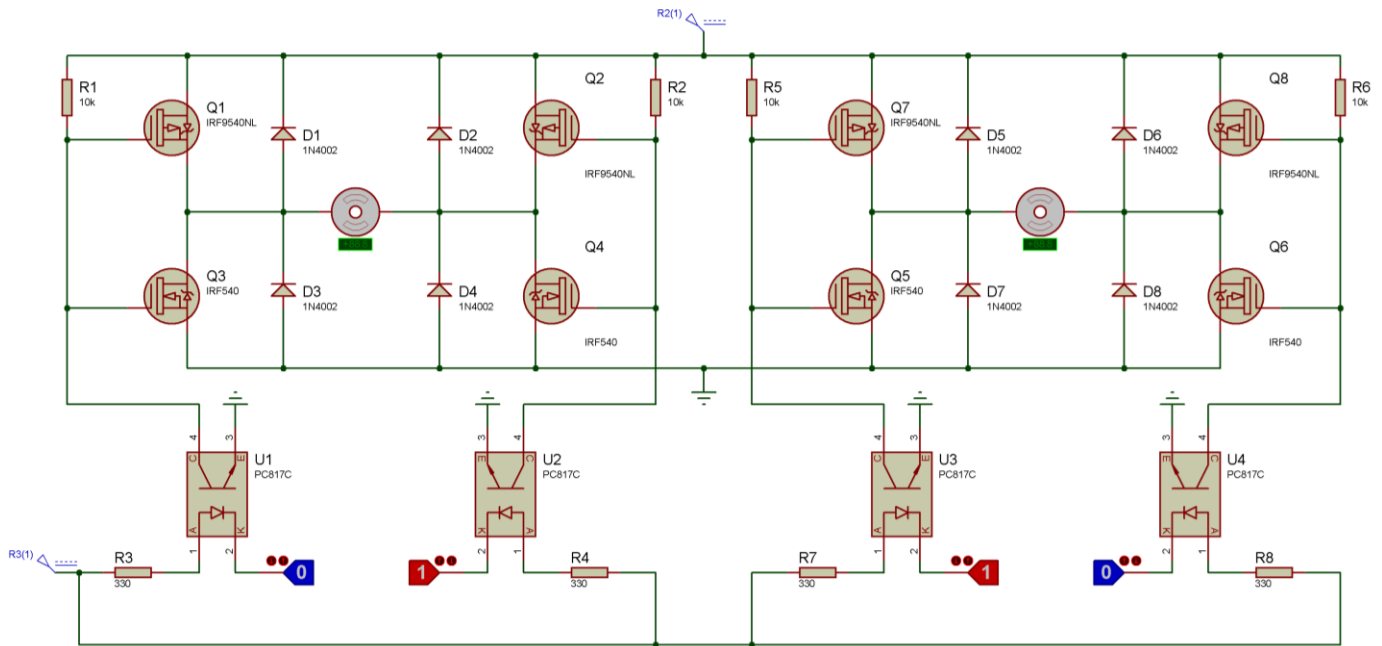 R2(1)
R1
10k
Q1
IRF9540NL
D1
1N4002
D2
1N4002
Q2
IRF9540NL
R2
10k
R5
10k
Q7
IRF9540NL
D5
1N4002
D6
1N4002
Q8
IRF9540NL
R6
10k
Q3
IRF540
D3
1N4002
D4
1N4002
Q4
IRF540
Q5
IRF540
D7
1N4002
D8
1N4002
Q6
IRF540
4
3
C
E
A
K
1
2
U1
PC817C
3
4
E
C
K
A
2
1
U2
PC817C
4
3
C
E
A
K
1
2
U3
PC817C
3
4
E
C
K
A
2
1
U4
PC817C
R3(1)
R3
330
0
1
R4
330
R7
330
1
0
R8
330